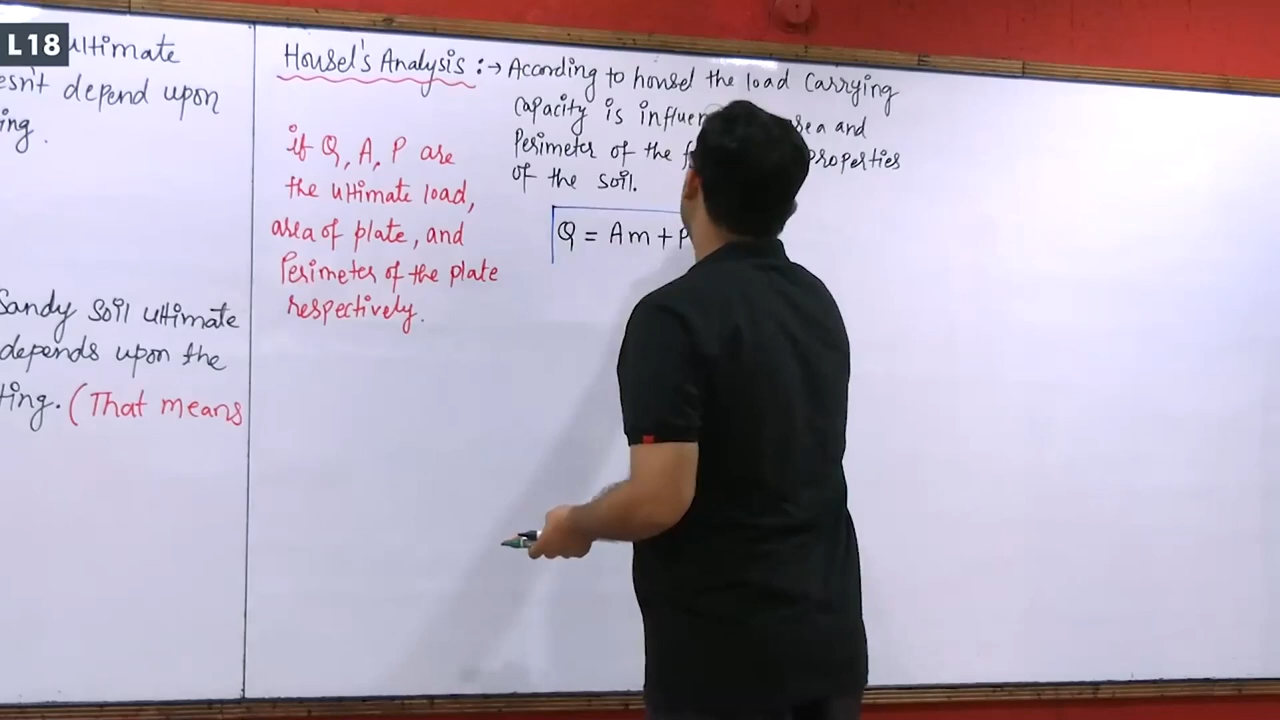 L18
ultimate
esn't depend upon
ing.
Sandy soil ultimate
depends upon the
ting. (That means
Housel's Analysis :→ According to housel the load carrying
capacity is influen ea and
Perimeter of the f properties
of the soil.
if Q, A, P are
the ultimate load,
area of plate, and
Perimeter of the plate
respectively.
Q = Am + P